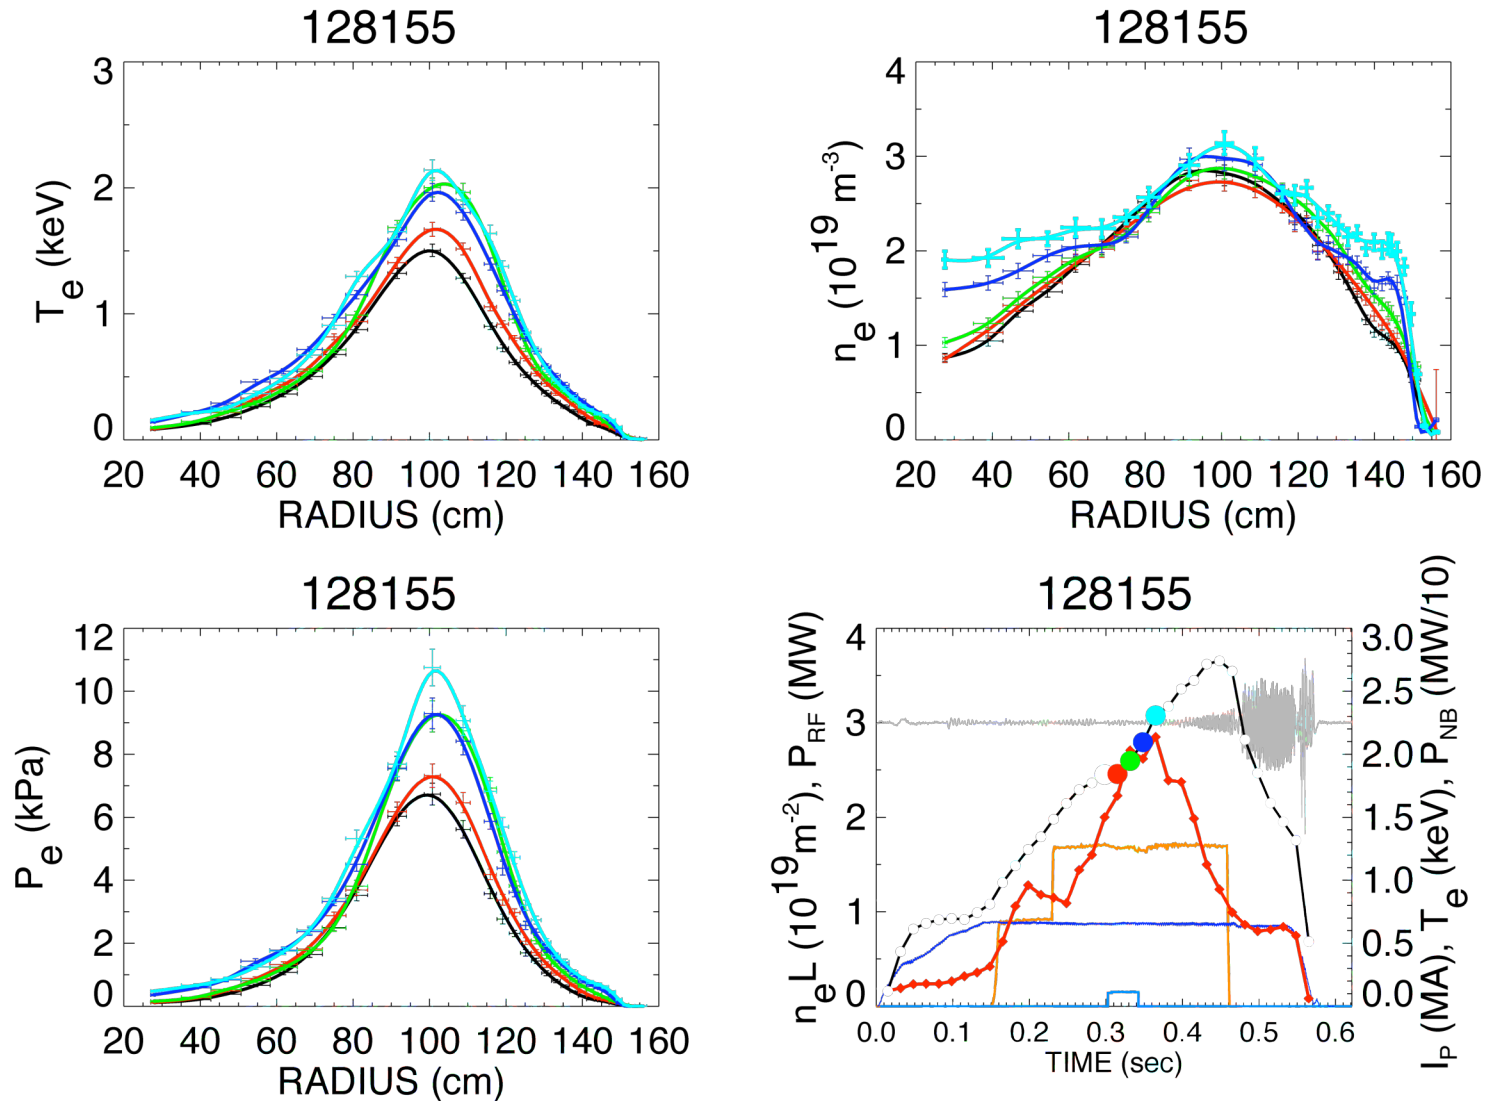 128155
3
2
1
0
T_e (keV)
20 40 60 80 100 120 140 160
RADIUS (cm)
128155
4
3
2
1
0
n_e (10^19 m^-3)
20 40 60 80 100 120 140 160
RADIUS (cm)
128155
12
10
8
6
4
2
0
P_e (kPa)
20 40 60 80 100 120 140 160
RADIUS (cm)
128155
4
3
2
1
0
n_eL (10^19m^-2), P_RF (MW)
3.0
2.5
2.0
1.5
1.0
0.5
0.0
I_P (MA), T_e (keV), P_NB (MW/10)
0.0 0.1 0.2 0.3 0.4 0.5 0.6
TIME (sec)